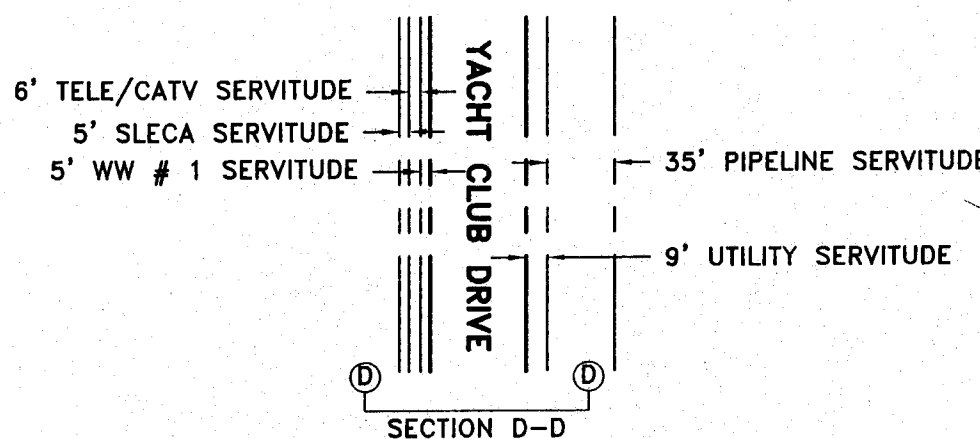 6' TELE/CATV SERVITUDE
5' SLECA SERVITUDE
5' WW # 1 SERVITUDE
YACHT CLUB DRIVE
35' PIPELINE SERVITUDE
9' UTILITY SERVITUDE
D
D
SECTION D-D